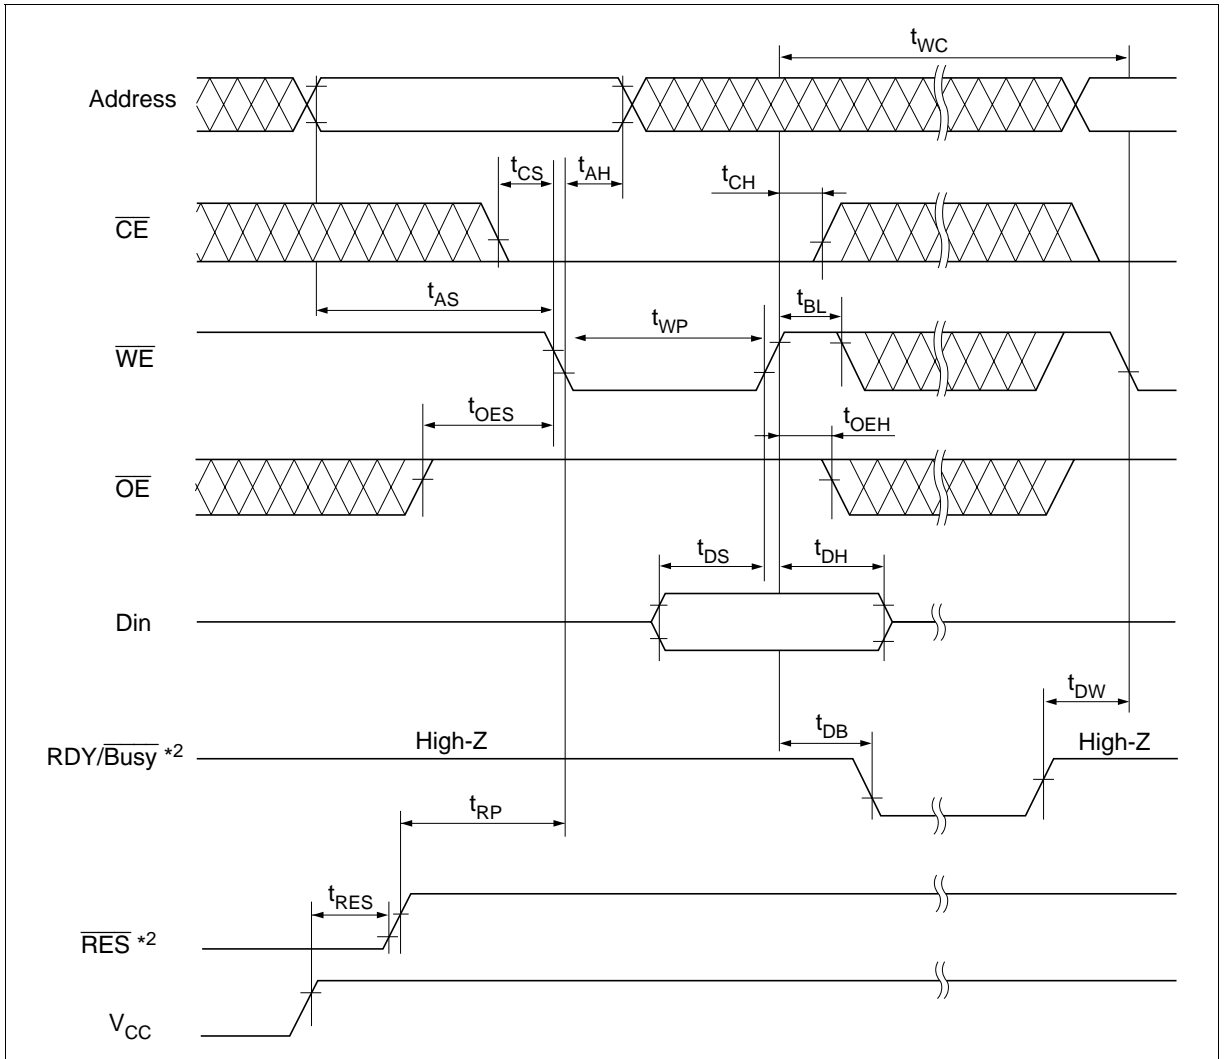 tWC
Address
tCS
tAH
tCH
CE
tAS
tWP
tBL
WE
tOES
tOEH
OE
tDS
tDH
Din
tDW
tDB
RDY/Busy *2
High-Z
High-Z
tRP
tRES
RES *2
VCC